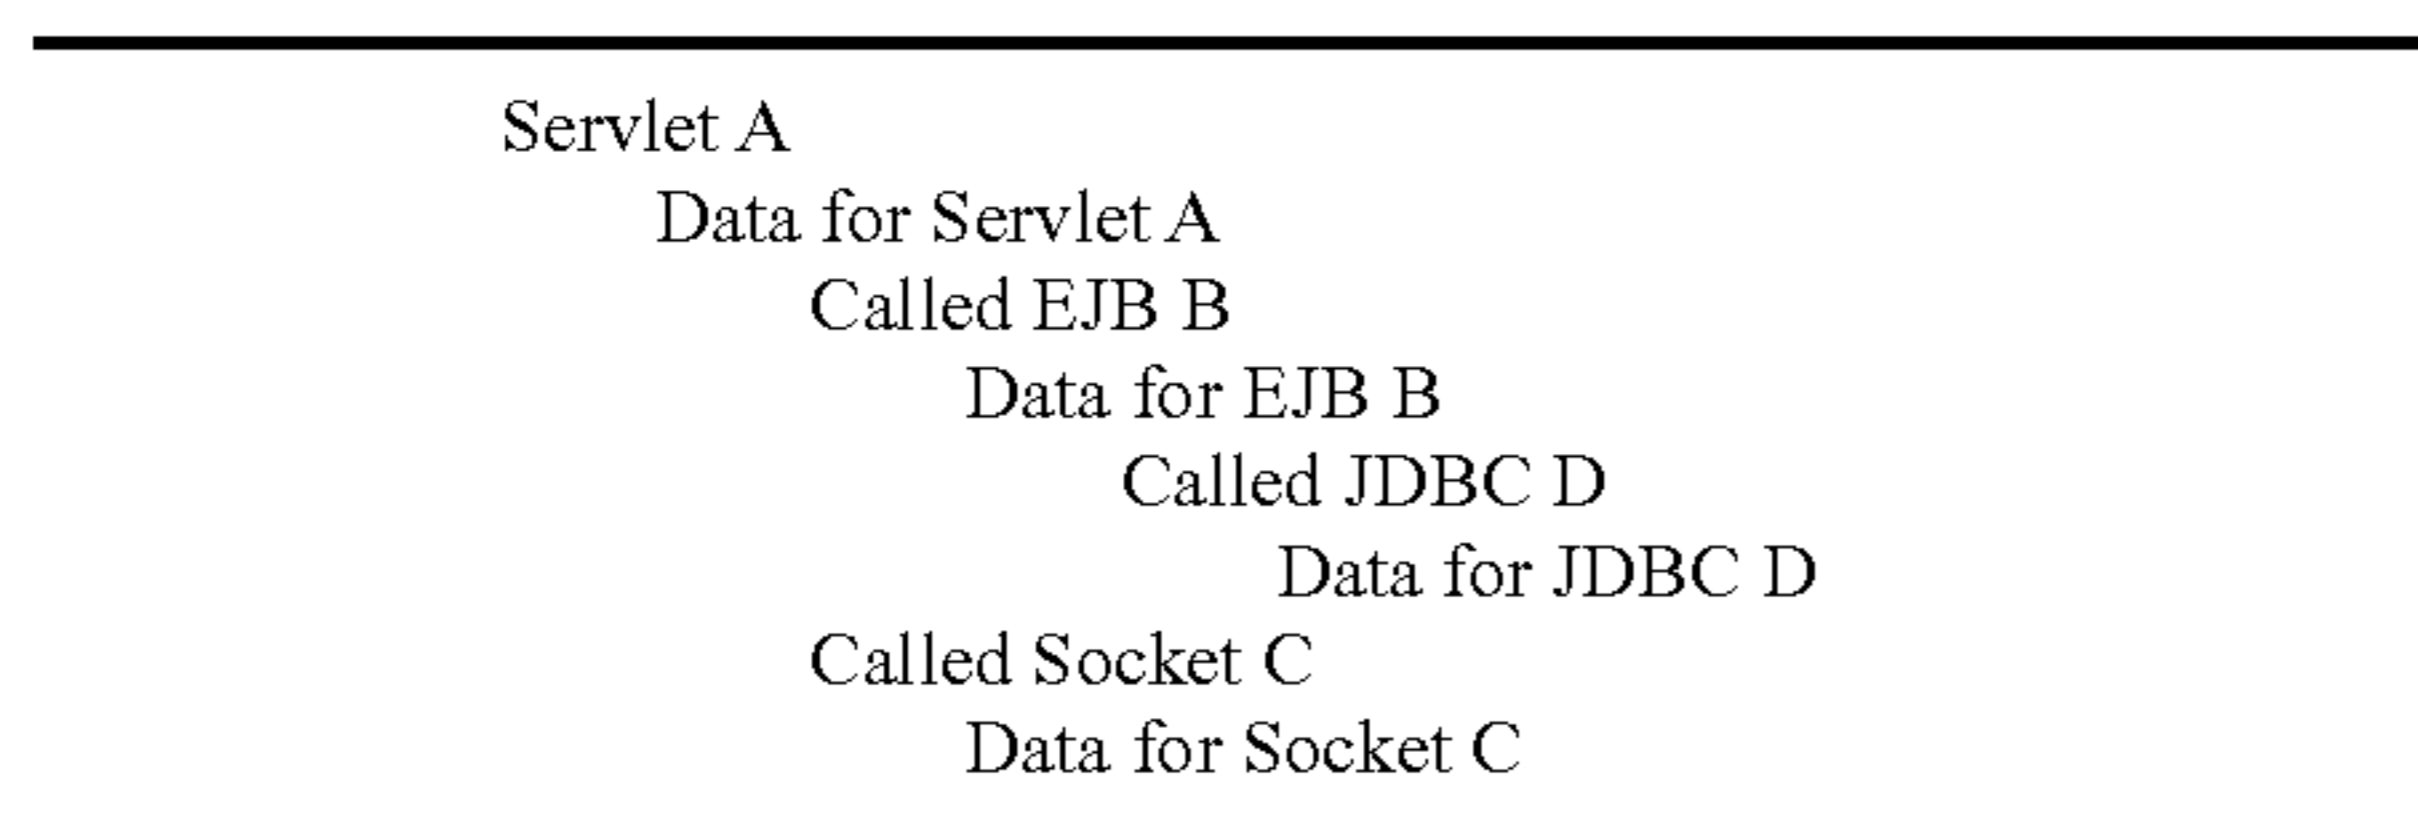 Servlet A
Data for Servlet A
Called EJB B
Data for EJB B
Called JDBC D
Data for JDBC D
Called Socket C
Data for Socket C